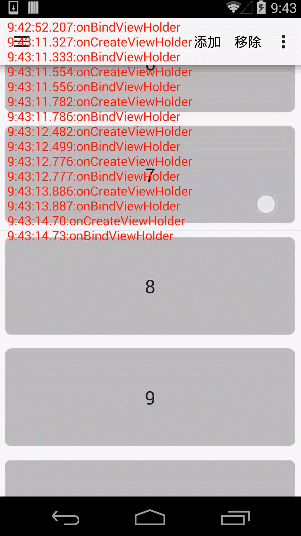 9:43
9:42:52.207:onBindViewHolder
9:43:11.327:onCreateViewHolder
添加 移除
9:43:11.333:onBindViewHolder
9:43:11.554:onCreateViewHolder
9:43:11.556:onBindViewHolder
9:43:11.782:onCreateViewHolder
9:43:11.786:onBindViewHolder
9:43:12.482:onCreateViewHolder
9:43:12.499:onBindViewHolder
9:43:12.776:onCreateViewHolder
7
9:43:12.777:onBindViewHolder
9:43:13.886:onCreateViewHolder
9:43:13.887:onBindViewHolder
9:43:14.70:onCreateViewHolder
9:43:14.73:onBindViewHolder
8
9